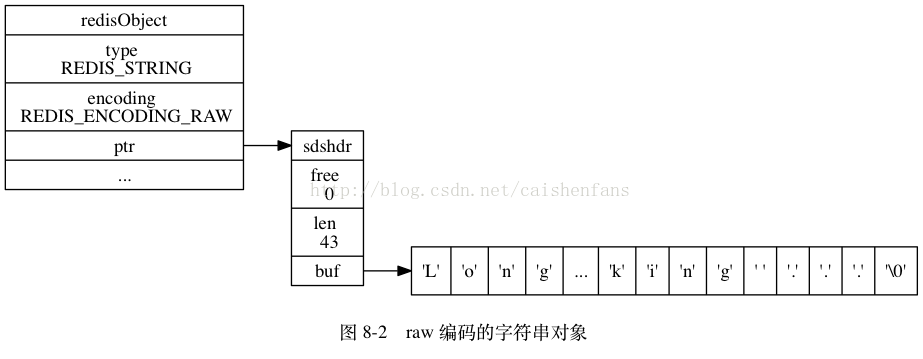 redisObject
type
REDIS_STRING
encoding
REDIS_ENCODING_RAW
ptr
...
sdshdr
free
0
len
43
buf
'L' 'o' 'n' 'g' ... 'k' 'i' 'n' 'g' ' ' '.' '.' '.' '\0'
http://blog.csdn.net/caishenfans
图 8-2 raw 编码的字符串对象